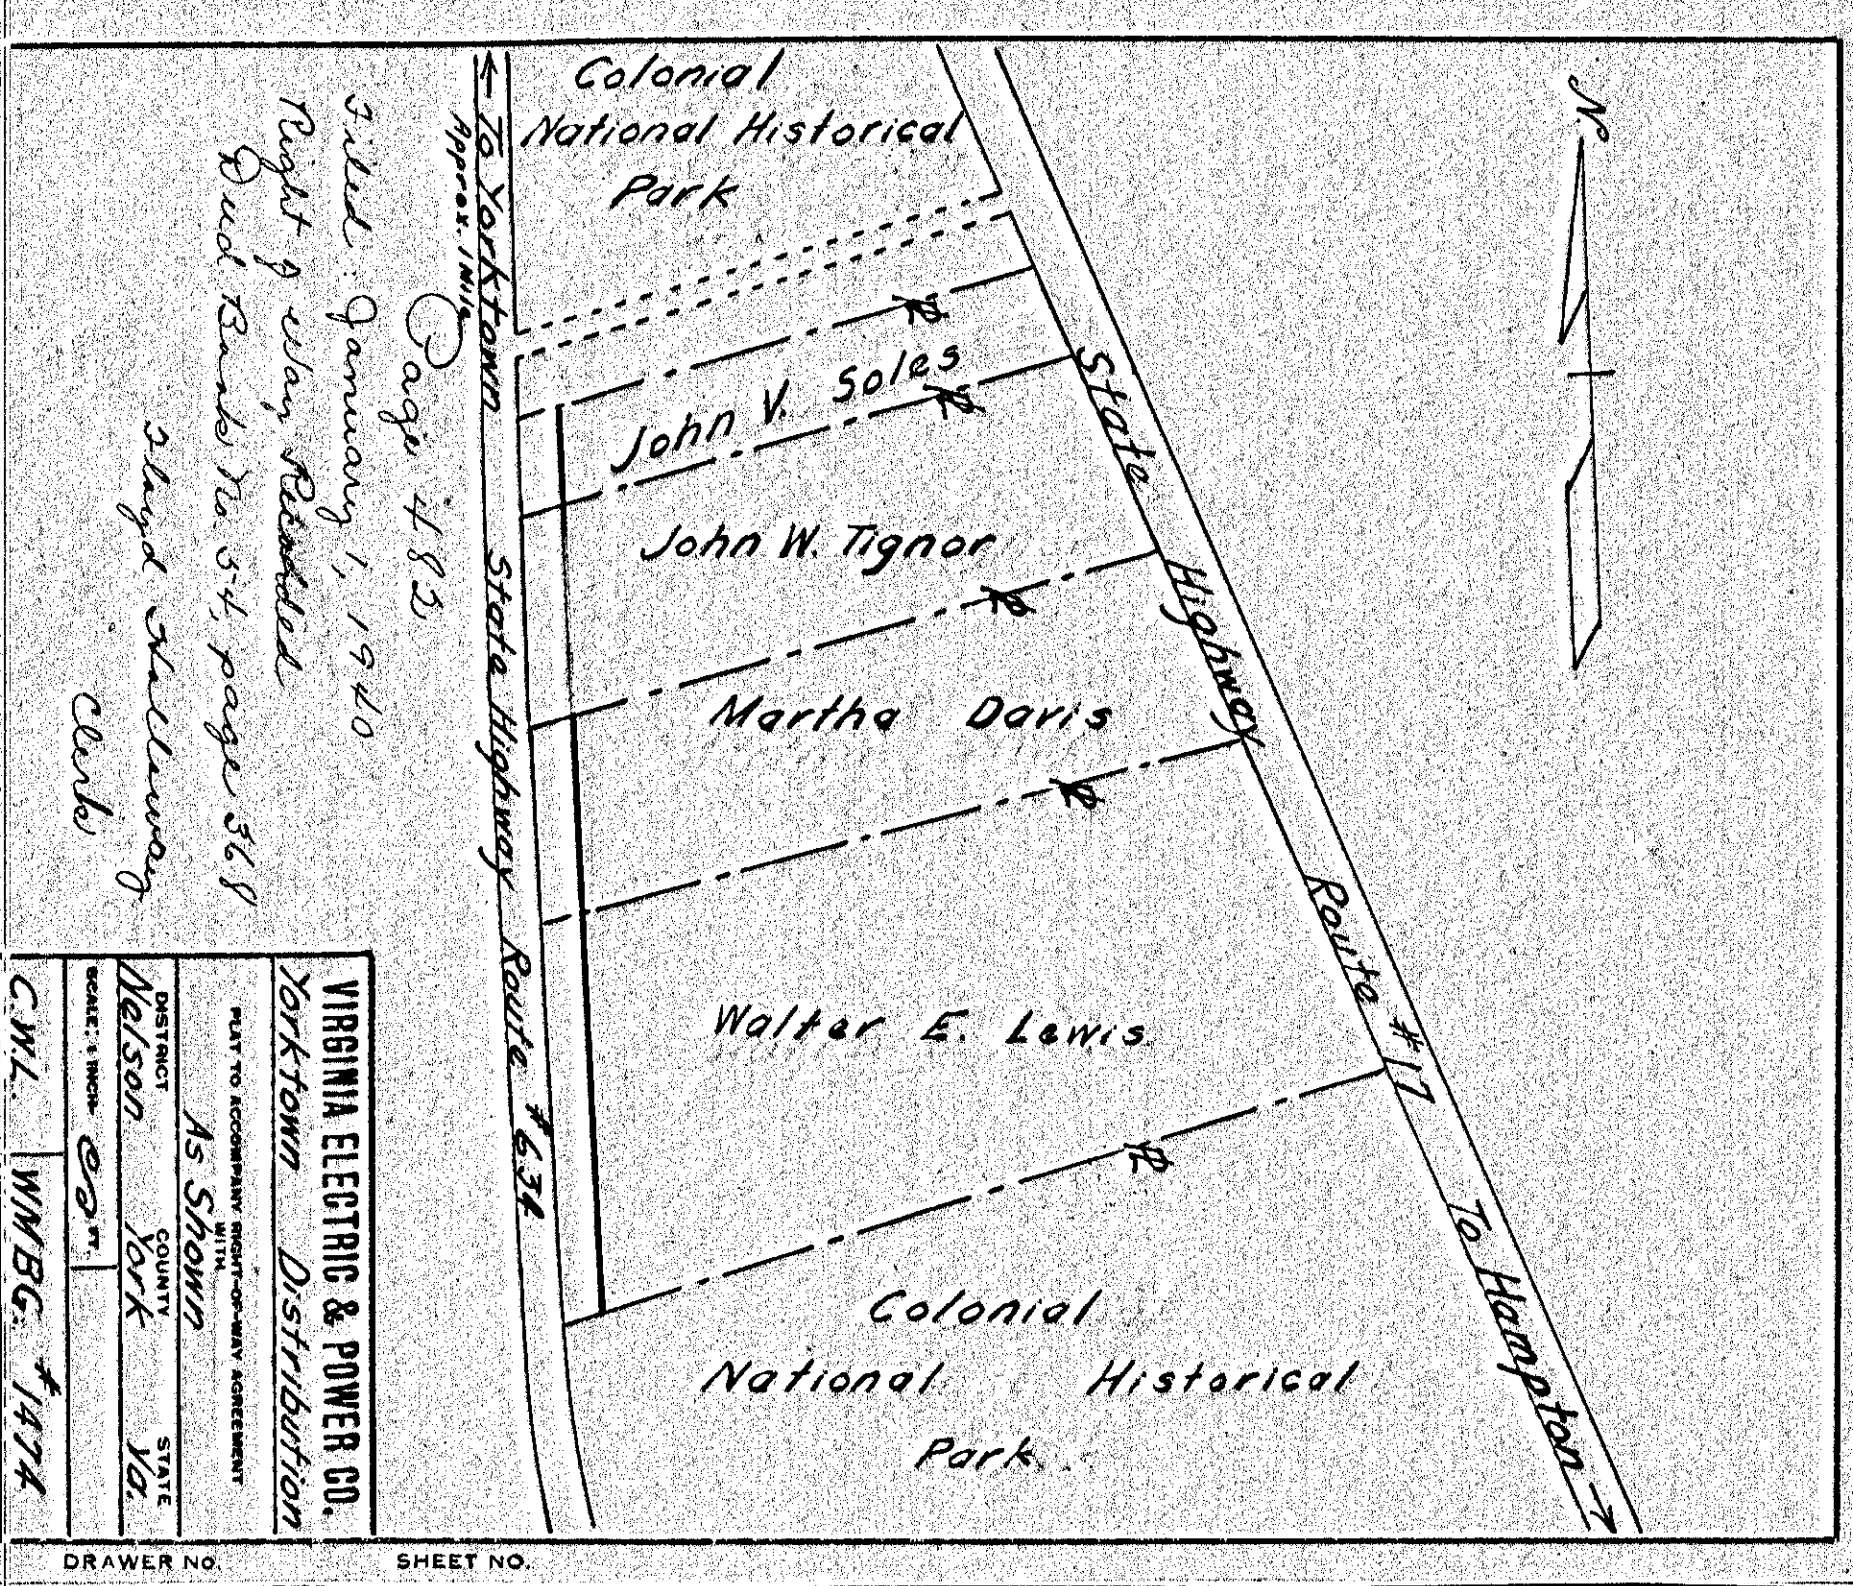 N.
Colonial
National Historical
Park
John V. Soles
John W. Tignor
Martha Davis
Walter E. Lewis
Colonial
National Historical
Park
State Highway Route #17 To Hampton →
← To Yorktown State Highway Route #634
Approx. 1 Mile
Page 482
Filed: January 1, 1940
Right of Way Recorded
Deed Book No. 54, page 368
Floyd Holloway
Clerk
VIRGINIA ELECTRIC & POWER CO.
Yorktown Distribution
PLAT TO ACCOMPANY RIGHT-OF-WAY AGREEMENT
WITH
As Shown
DISTRICT COUNTY STATE
Nelson York Va.
SCALE: 1 INCH= FT.
C.W.L. WMBG. #1474
DRAWER NO. SHEET NO.